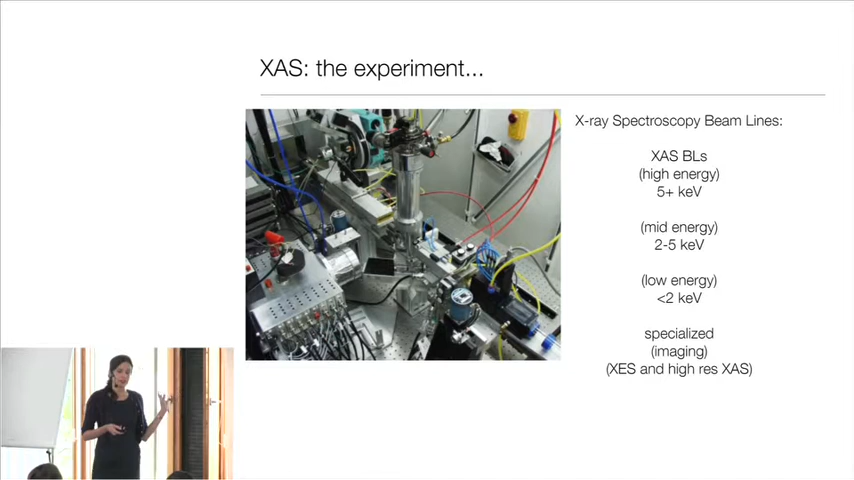 XAS: the experiment...
X-ray Spectroscopy Beam Lines:
XAS BLs
(high energy)
5+ keV
(mid energy)
2-5 keV
(low energy)
<2 keV
specialized
(imaging)
(XES and high res XAS)